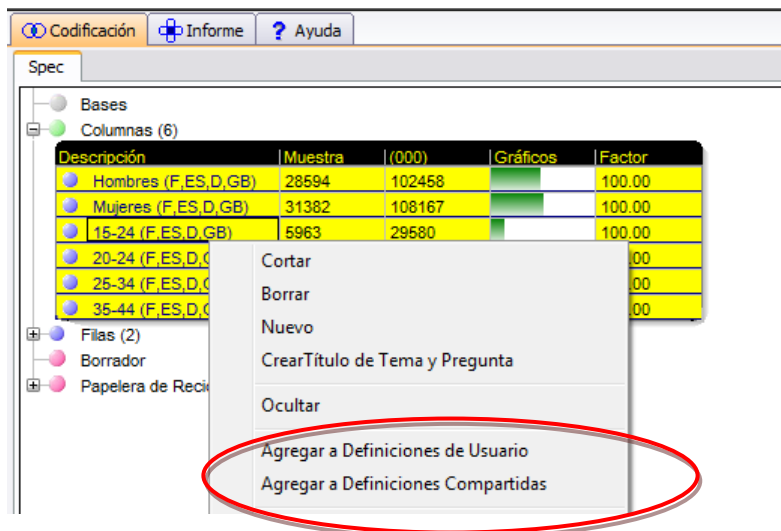 Codificación Informe ? Ayuda
Spec
Bases
Columnas (6)
Descripción Muestra (000) Gráficos Factor
Hombres (F,ES,D,GB) 28594 102458 100.00
Mujeres (F,ES,D,GB) 31382 108167 100.00
15-24 (F,ES,D,GB) 5963 29580 100.00
20-24 (F,ES,D,G .00
25-34 (F,ES,D,G .00
35-44 (F,ES,D,G .00
Cortar
Borrar
Nuevo
CrearTítulo de Tema y Pregunta
Ocultar
Agregar a Definiciones de Usuario
Agregar a Definiciones Compartidas
Filas (2)
Borrador
Papelera de Reci